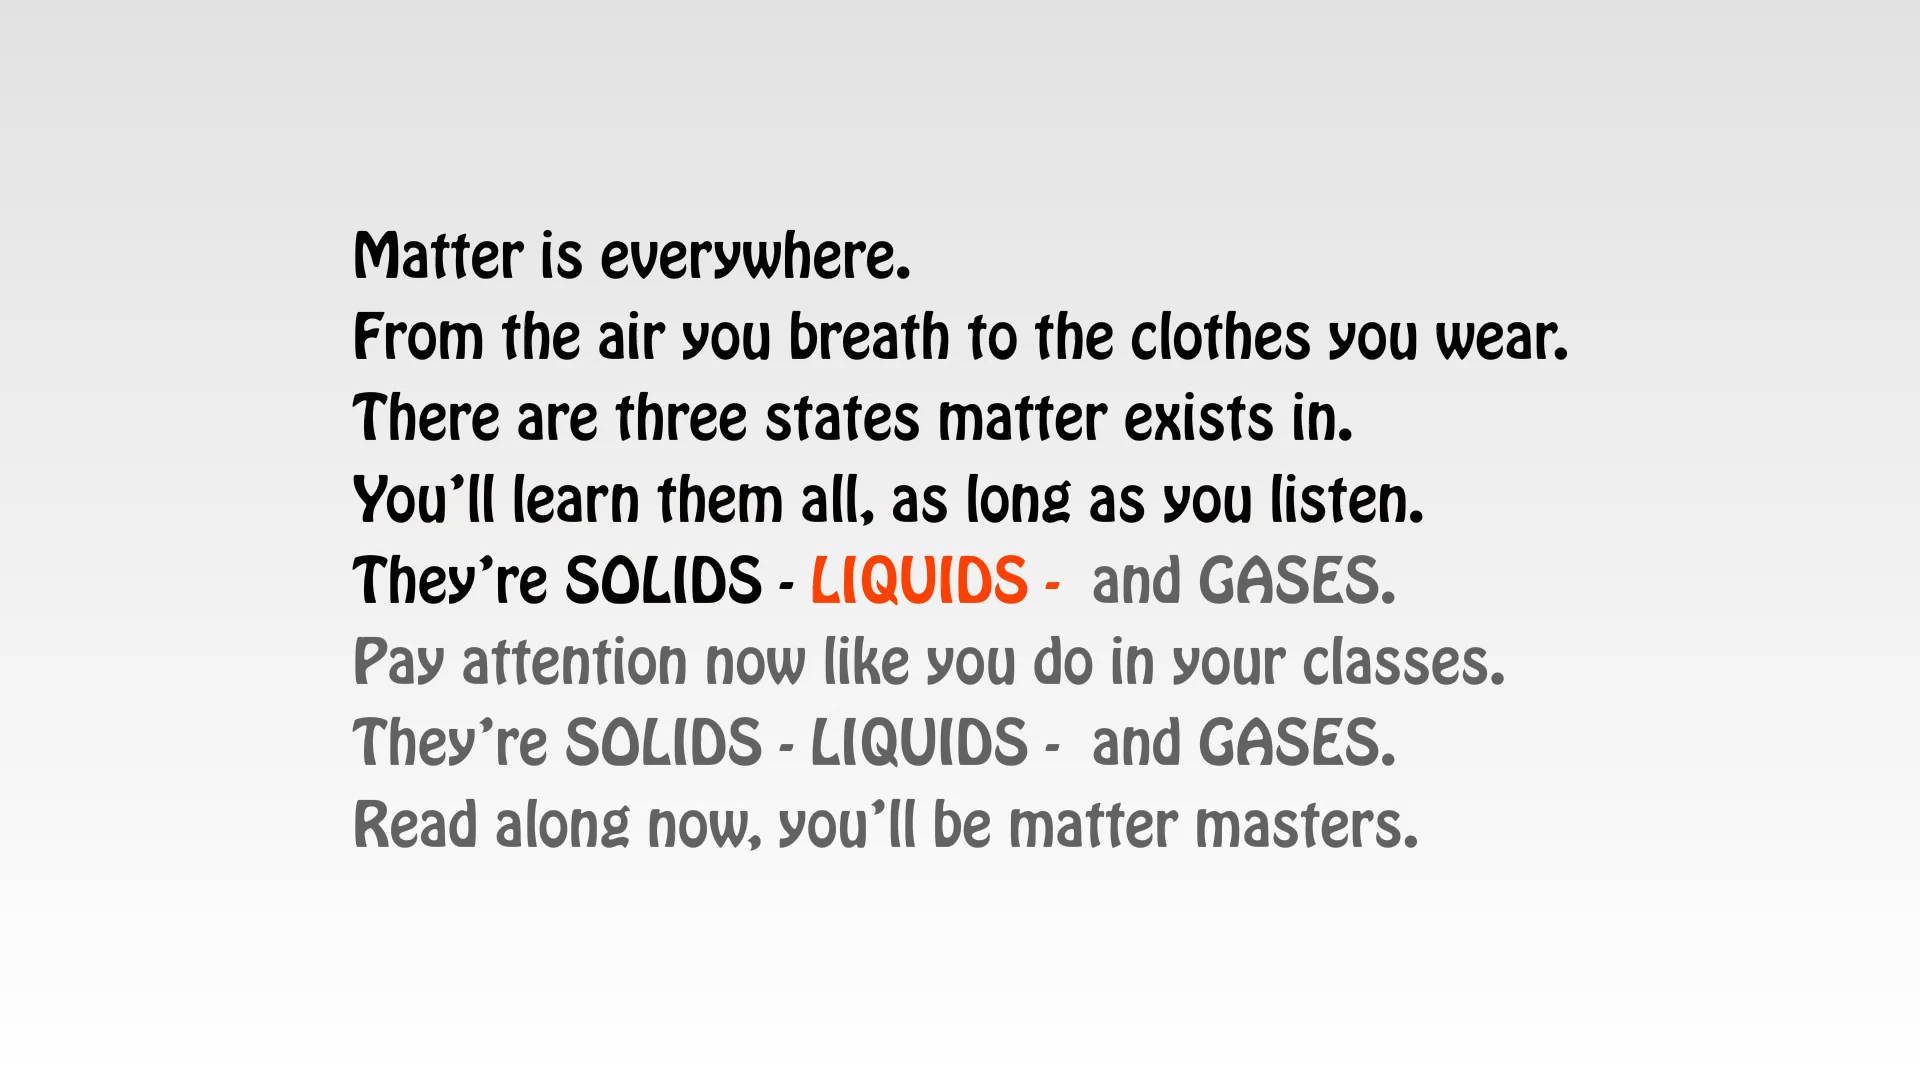 Matter is everywhere.
From the air you breath to the clothes you wear.
There are three states matter exists in.
You’ll learn them all, as long as you listen.
They’re SOLIDS - LIQUIDS -  and GASES.
Pay attention now like you do in your classes.
They’re SOLIDS - LIQUIDS -  and GASES.
Read along now, you’ll be matter masters.